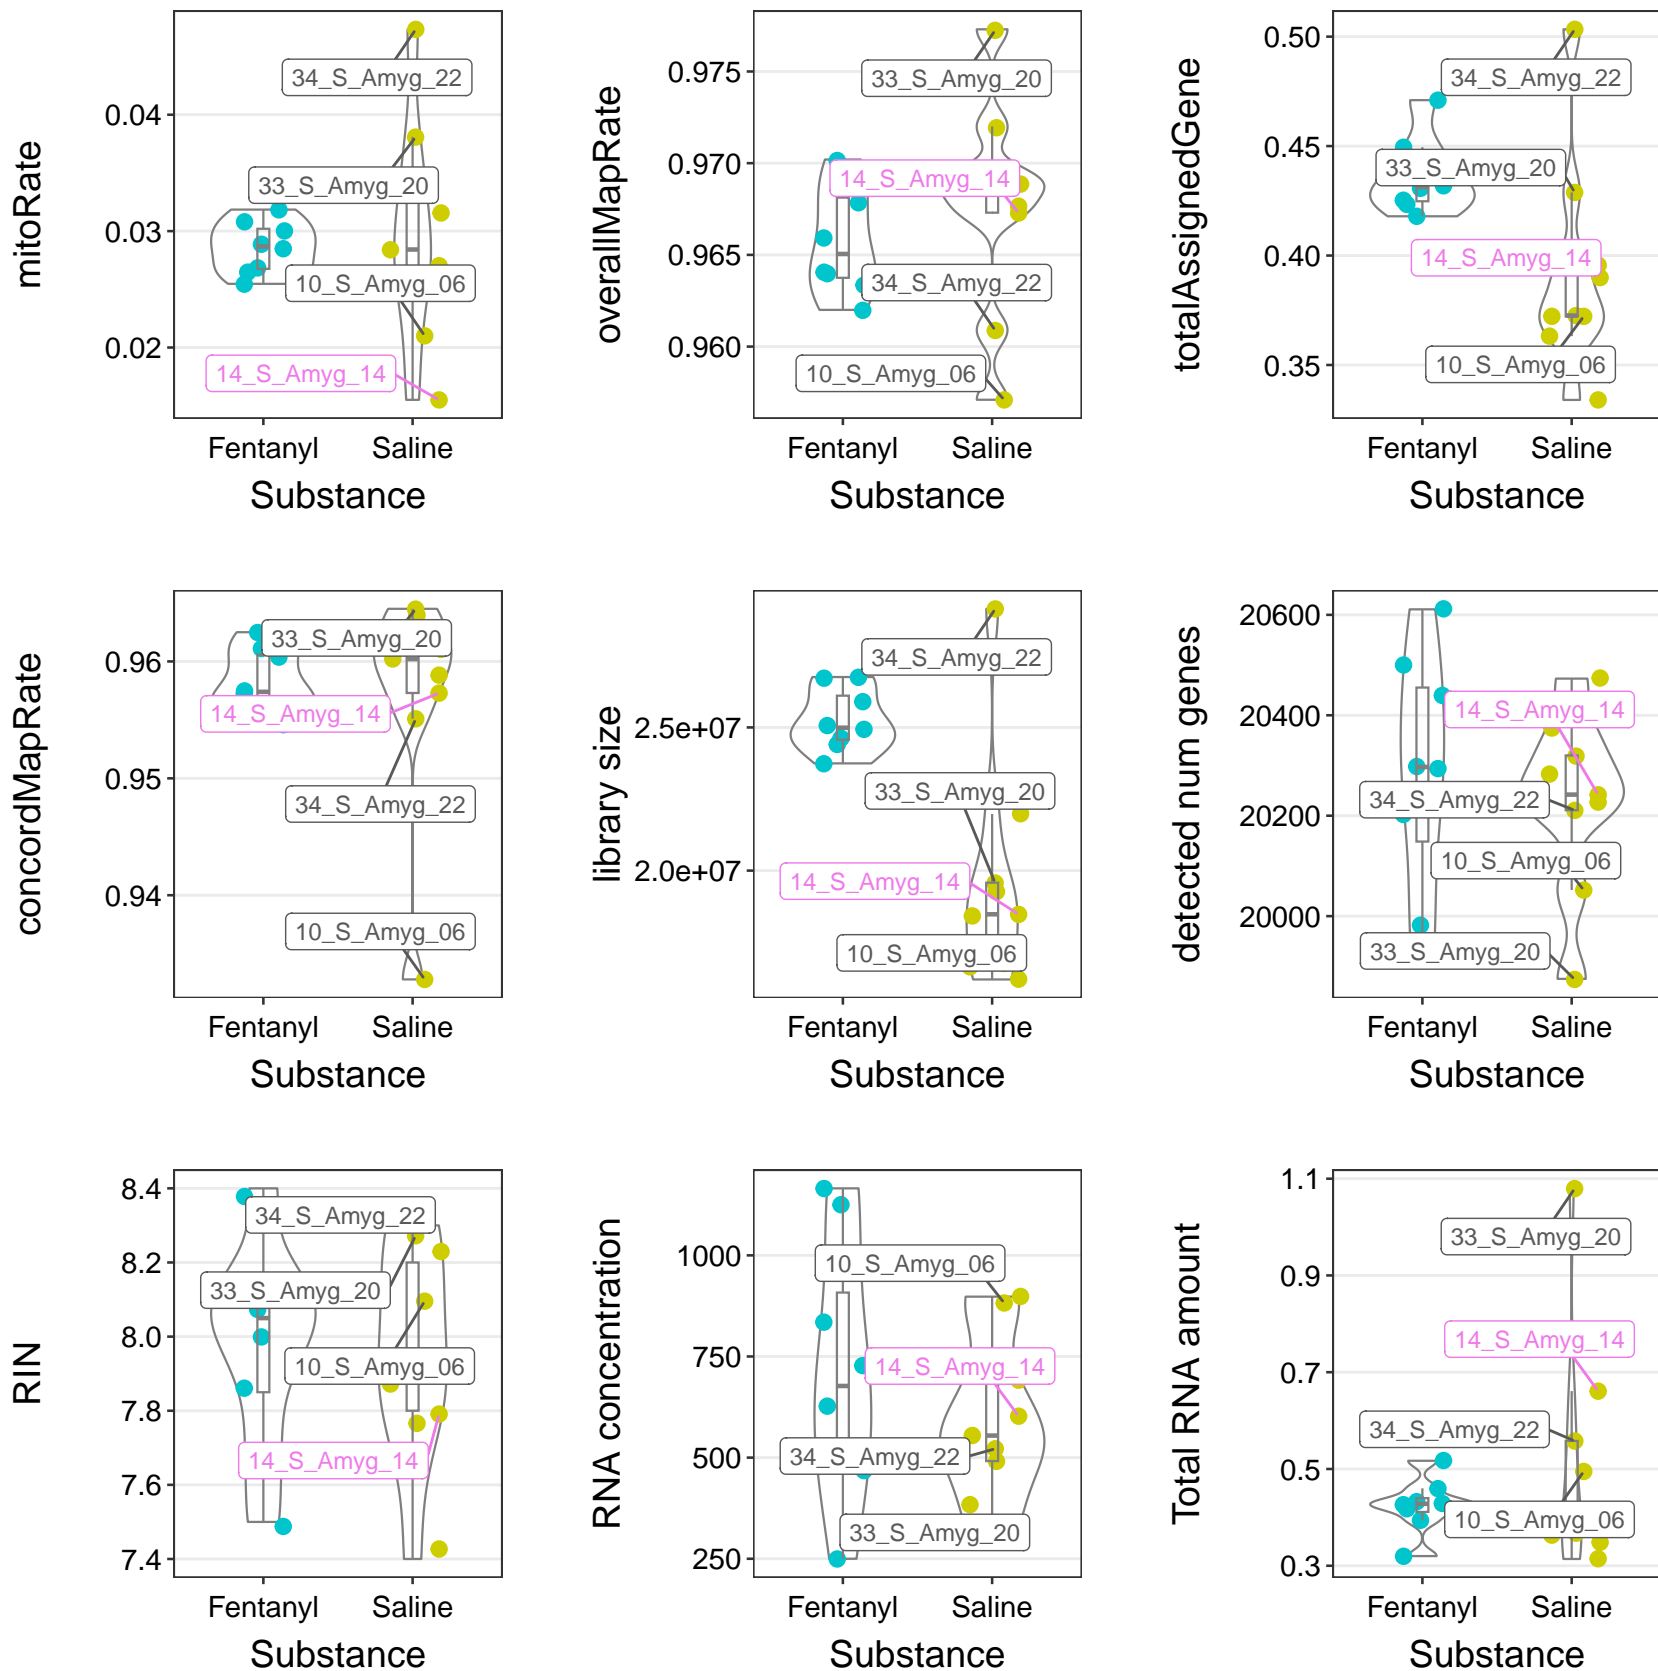 mitoRate
0.04
0.03
0.02
34_S_Amyg_22
33_S_Amyg_20
10_S_Amyg_06
14_S_Amyg_14
Fentanyl Saline
Substance
overallMapRate
0.975
0.970
0.965
0.960
33_S_Amyg_20
14_S_Amyg_14
34_S_Amyg_22
10_S_Amyg_06
Fentanyl Saline
Substance
totalAssignedGene
0.50
0.45
0.40
0.35
34_S_Amyg_22
33_S_Amyg_20
14_S_Amyg_14
10_S_Amyg_06
Fentanyl Saline
Substance
concordMapRate
0.96
0.95
0.94
33_S_Amyg_20
14_S_Amyg_14
34_S_Amyg_22
10_S_Amyg_06
Fentanyl Saline
Substance
library size
2.5e+07
2.0e+07
34_S_Amyg_22
33_S_Amyg_20
14_S_Amyg_14
10_S_Amyg_06
Fentanyl Saline
Substance
detected num genes
20600
20400
20200
20000
14_S_Amyg_14
34_S_Amyg_22
10_S_Amyg_06
33_S_Amyg_20
Fentanyl Saline
Substance
RIN
8.4
8.2
8.0
7.8
7.6
7.4
34_S_Amyg_22
33_S_Amyg_20
10_S_Amyg_06
14_S_Amyg_14
Fentanyl Saline
Substance
RNA concentration
1000
750
500
250
10_S_Amyg_06
14_S_Amyg_14
34_S_Amyg_22
33_S_Amyg_20
Fentanyl Saline
Substance
Total RNA amount
1.1
0.9
0.7
0.5
0.3
33_S_Amyg_20
14_S_Amyg_14
34_S_Amyg_22
10_S_Amyg_06
Fentanyl Saline
Substance